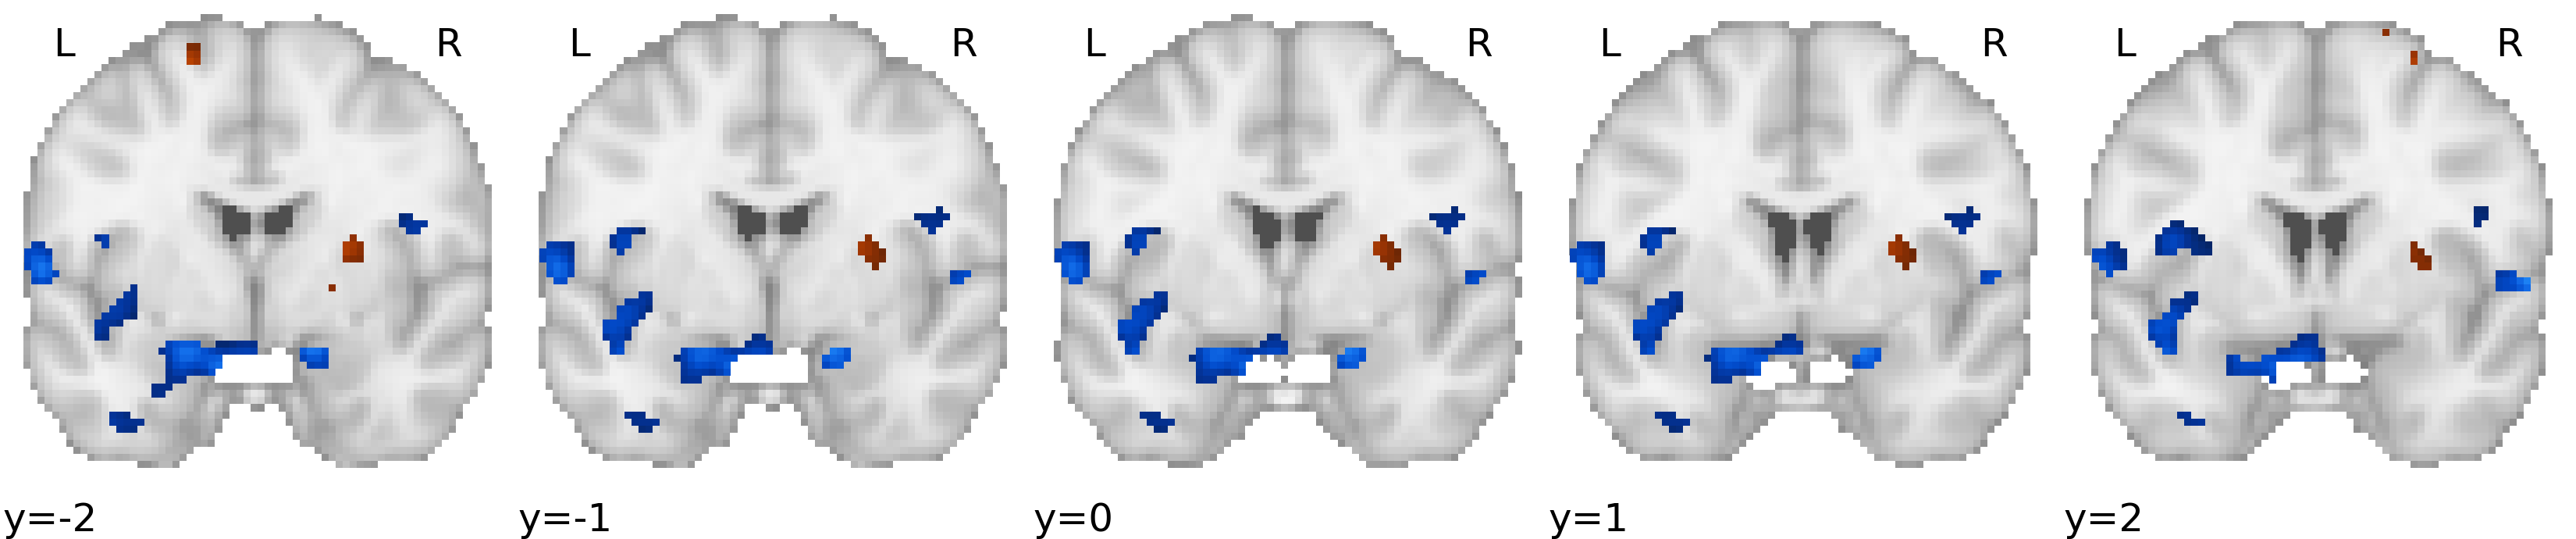 L R L R L R L R L R
y=-2 y=-1 y=0 y=1 y=2